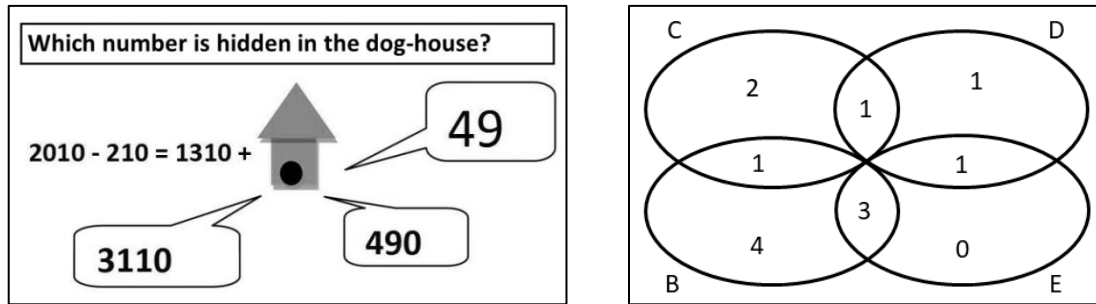 Which number is hidden in the dog-house?
2010 - 210 = 1310 +
49
3110
490
C
D
2
1
1
1
1
3
4
0
B
E